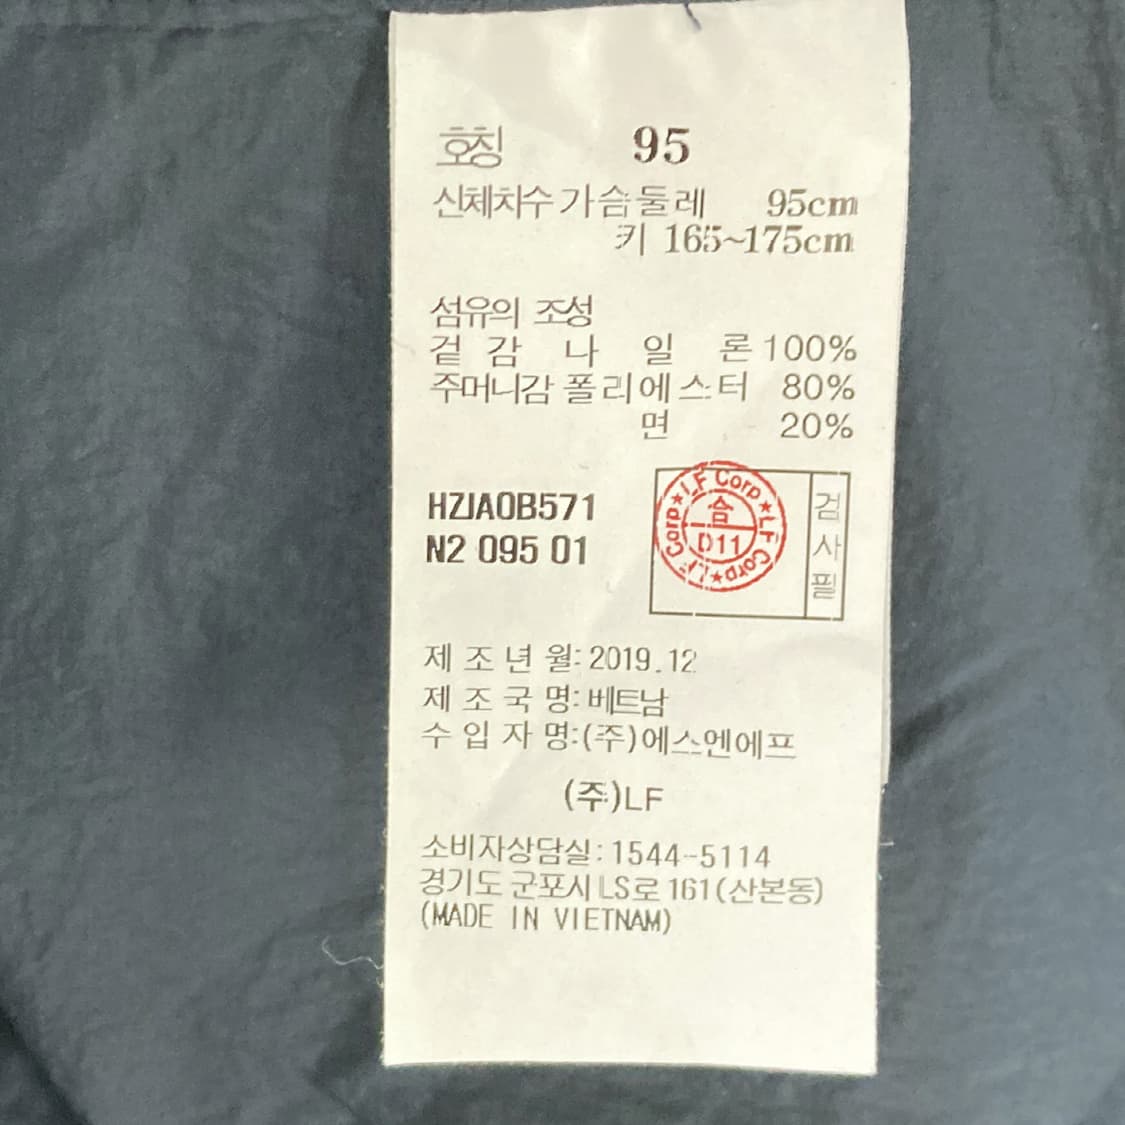 호칭 95
신체치수 가슴둘레 95cm
키 165~175cm
섬유의 조성
겉감 나일론 100%
주머니감 폴리에스터 80%
면 20%
HZJA0B571
N2 095 01
LF Corp★LF Corp★LF Corp★
合
D11
검사필
제조년월: 2019.12
제조국명: 베트남
수입자명: (주)에스엔에프
(주)LF
소비자상담실: 1544-5114
경기도 군포시 LS로 161(산본동)
(MADE IN VIETNAM)